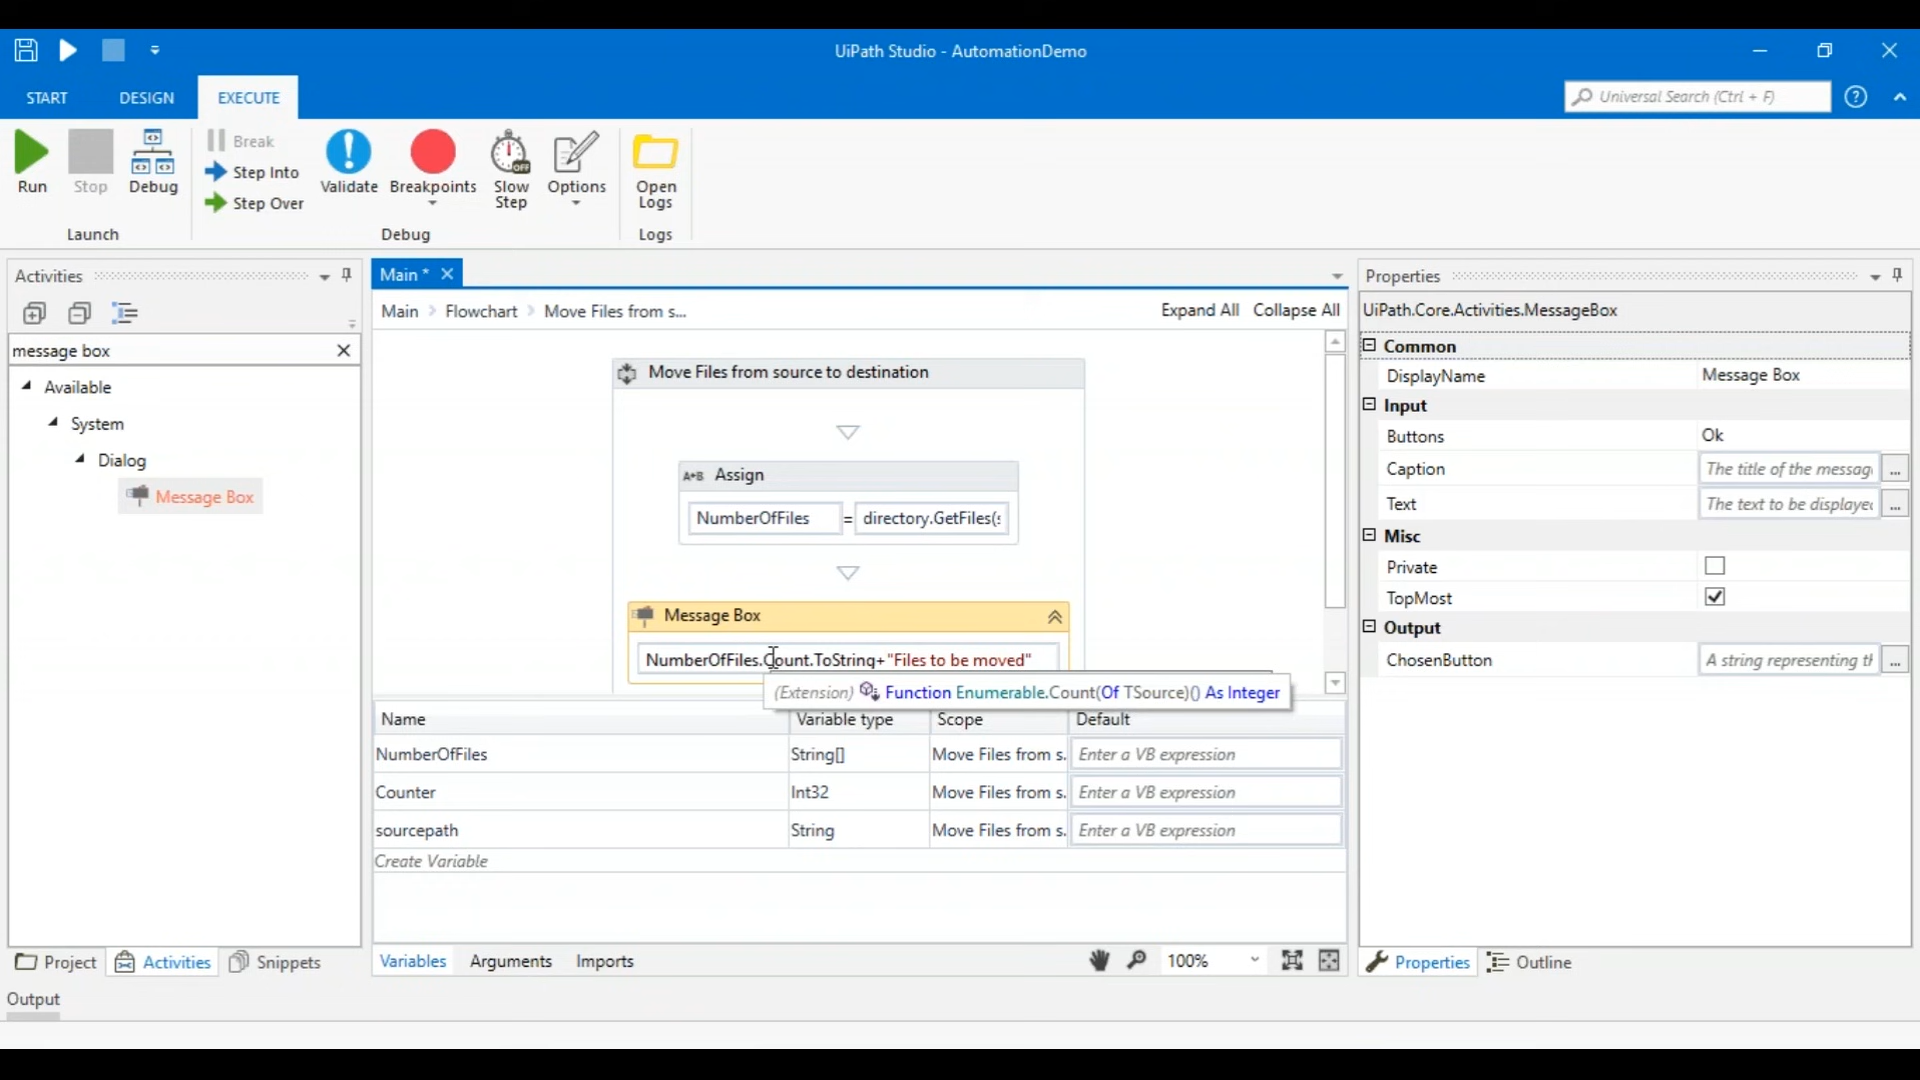 UiPath Studio - AutomationDemo
START DESIGN EXECUTE
Universal Search (Ctrl + F)
Run Stop Debug
Launch
Break
Step Into
Step Over
Validate Breakpoints Slow Step Options
Debug
Open Logs
Logs
Activities
message box
Available
System
Dialog
Message Box
Main *
Main > Flowchart > Move Files from s...
Expand All Collapse All
Move Files from source to destination
A+B Assign
NumberOfFiles = directory.GetFiles(s
Message Box
NumberOfFiles.Count.ToString+"Files to be moved"
(Extension) Function Enumerable.Count(Of TSource)() As Integer
Name Variable type Scope Default
NumberOfFiles String[] Move Files from s. Enter a VB expression
Counter Int32 Move Files from s. Enter a VB expression
sourcepath String Move Files from s. Enter a VB expression
Create Variable
Variables Arguments Imports 100%
Properties
UiPath.Core.Activities.MessageBox
Common
DisplayName Message Box
Input
Buttons Ok
Caption The title of the messag ...
Text The text to be displayed ...
Misc
Private
TopMost
Output
ChosenButton A string representing th ...
Project Activities Snippets
Properties Outline
Output